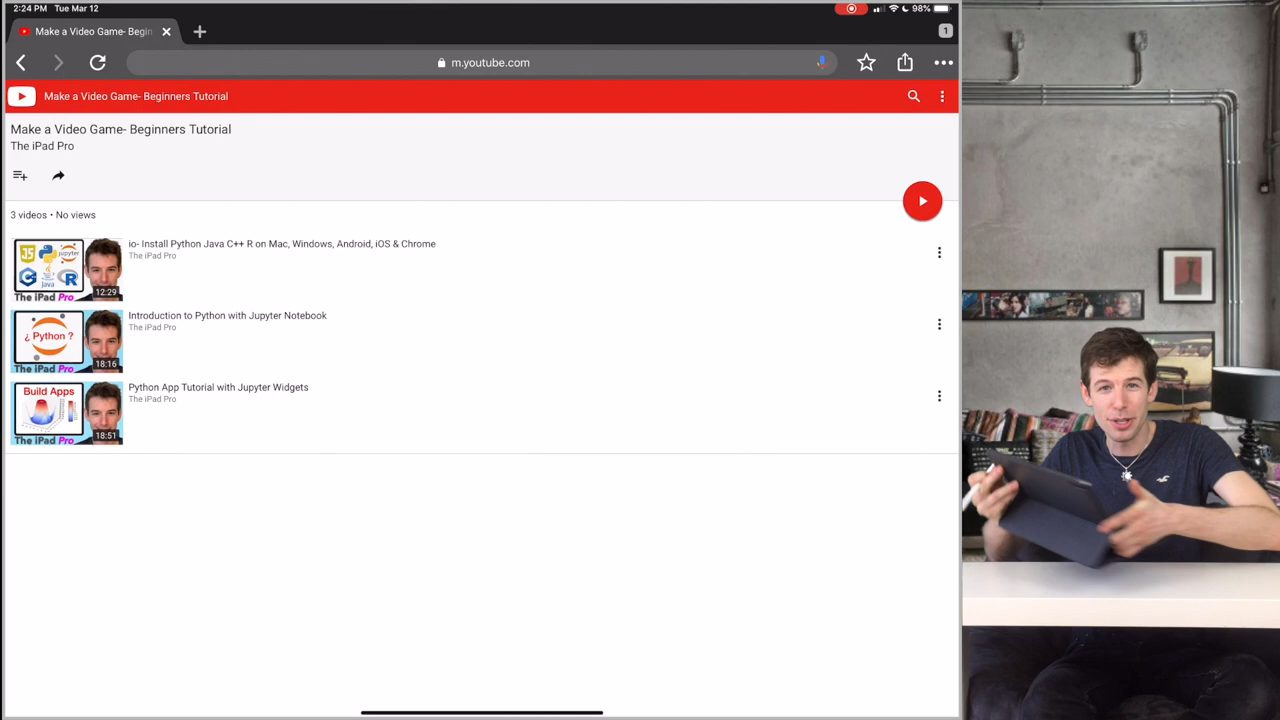 2:24 PM Tue Mar 12
98%
Make a Video Game- Begin
1
m.youtube.com
Make a Video Game- Beginners Tutorial
Make a Video Game- Beginners Tutorial
The iPad Pro
3 videos • No views
JS
jupyter
C++
Java
R
The iPad Pro
12:29
io- Install Python Java C++ R on Mac, Windows, Android, iOS & Chrome
The iPad Pro
¿ Python ?
The iPad Pro
18:16
Introduction to Python with Jupyter Notebook
The iPad Pro
Build Apps
The iPad Pro
18:51
Python App Tutorial with Jupyter Widgets
The iPad Pro